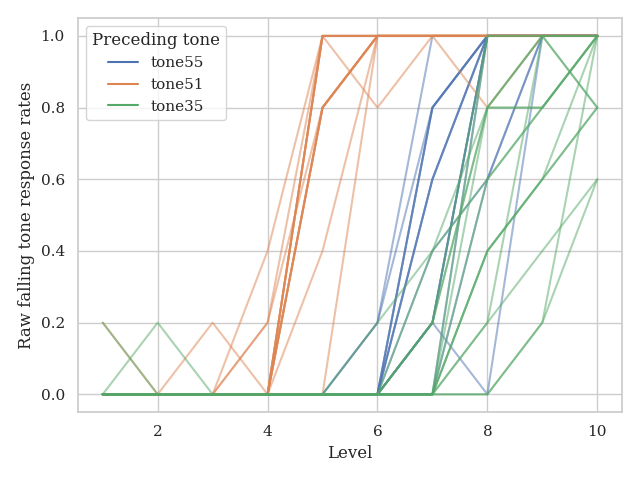 Preceding tone
tone55
tone51
tone35
Raw falling tone response rates
1.0
0.8
0.6
0.4
0.2
0.0
2 4 6 8 10
Level